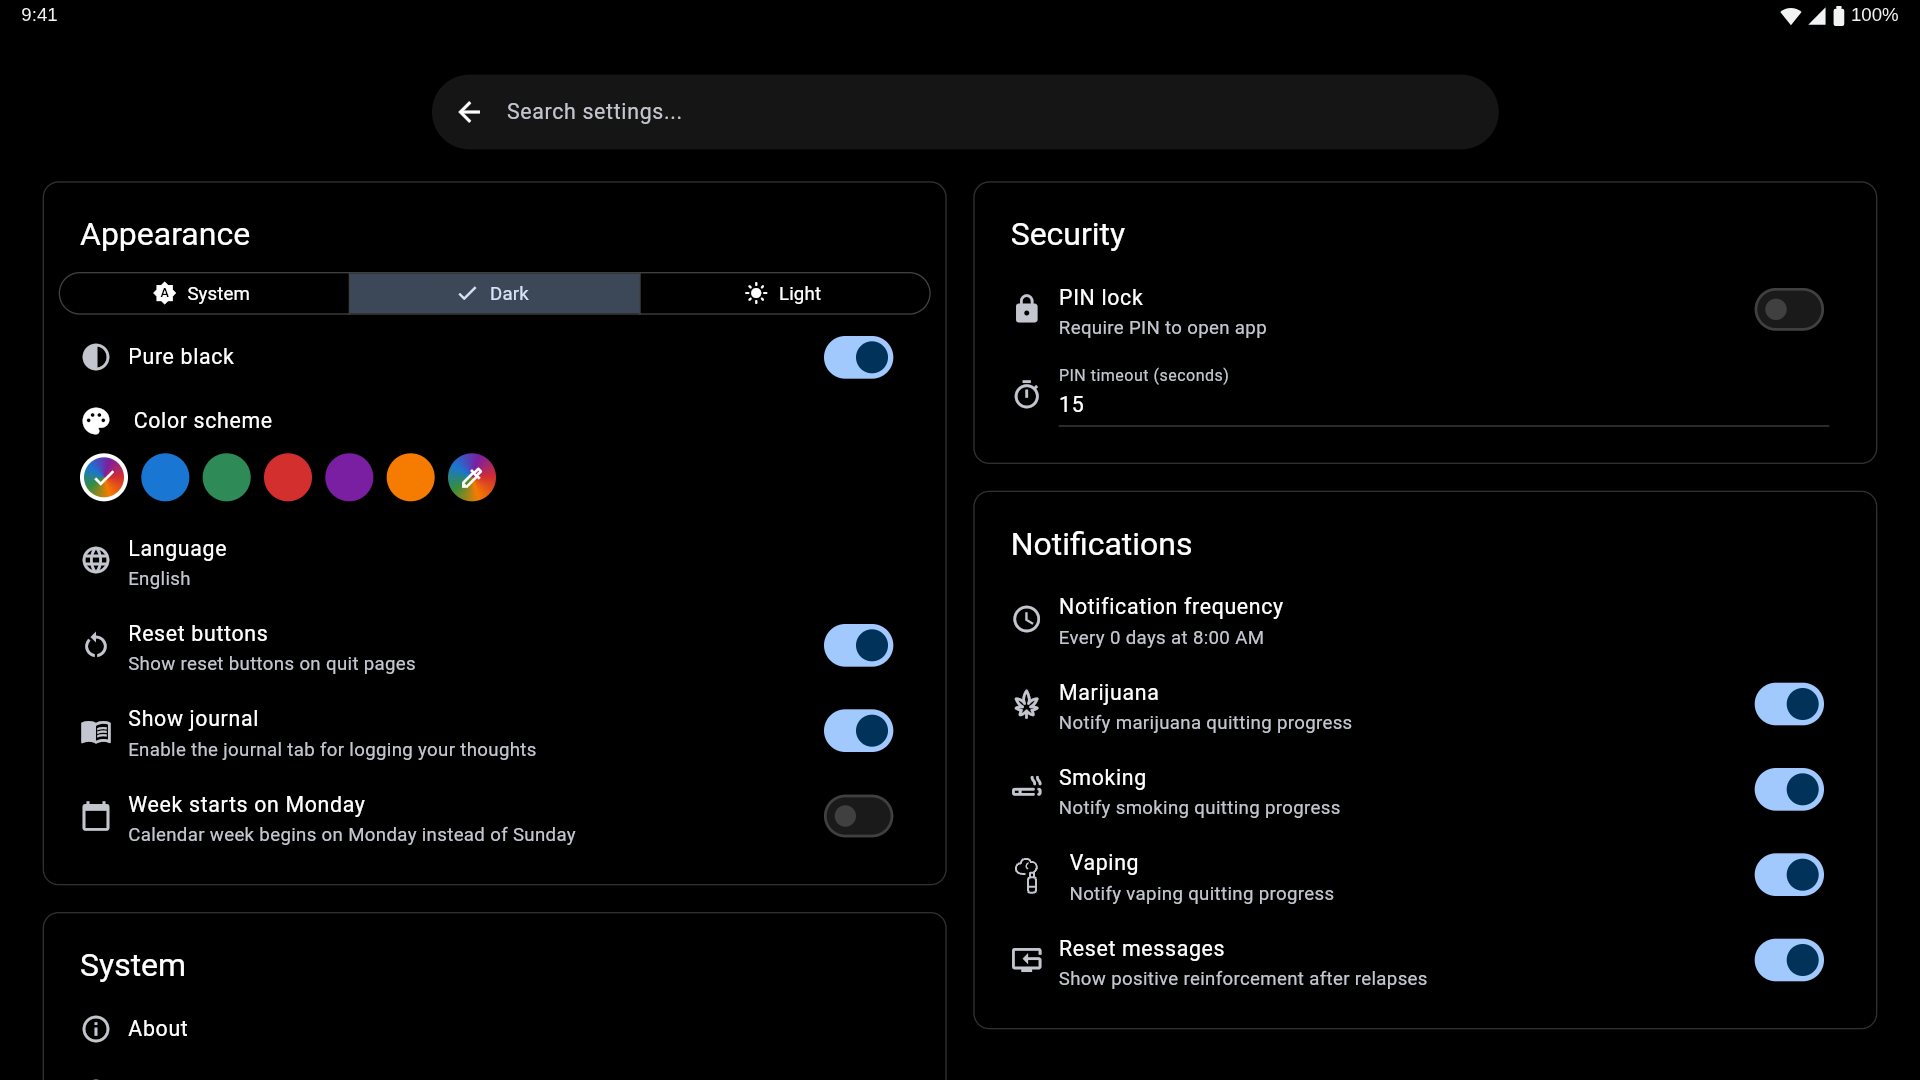 9:41
100%
Search settings...
Appearance
System
Dark
Light
Pure black
Color scheme
Language
English
Reset buttons
Show reset buttons on quit pages
Show journal
Enable the journal tab for logging your thoughts
Week starts on Monday
Calendar week begins on Monday instead of Sunday
System
About
Security
PIN lock
Require PIN to open app
PIN timeout (seconds)
15
Notifications
Notification frequency
Every 0 days at 8:00 AM
Marijuana
Notify marijuana quitting progress
Smoking
Notify smoking quitting progress
Vaping
Notify vaping quitting progress
Reset messages
Show positive reinforcement after relapses